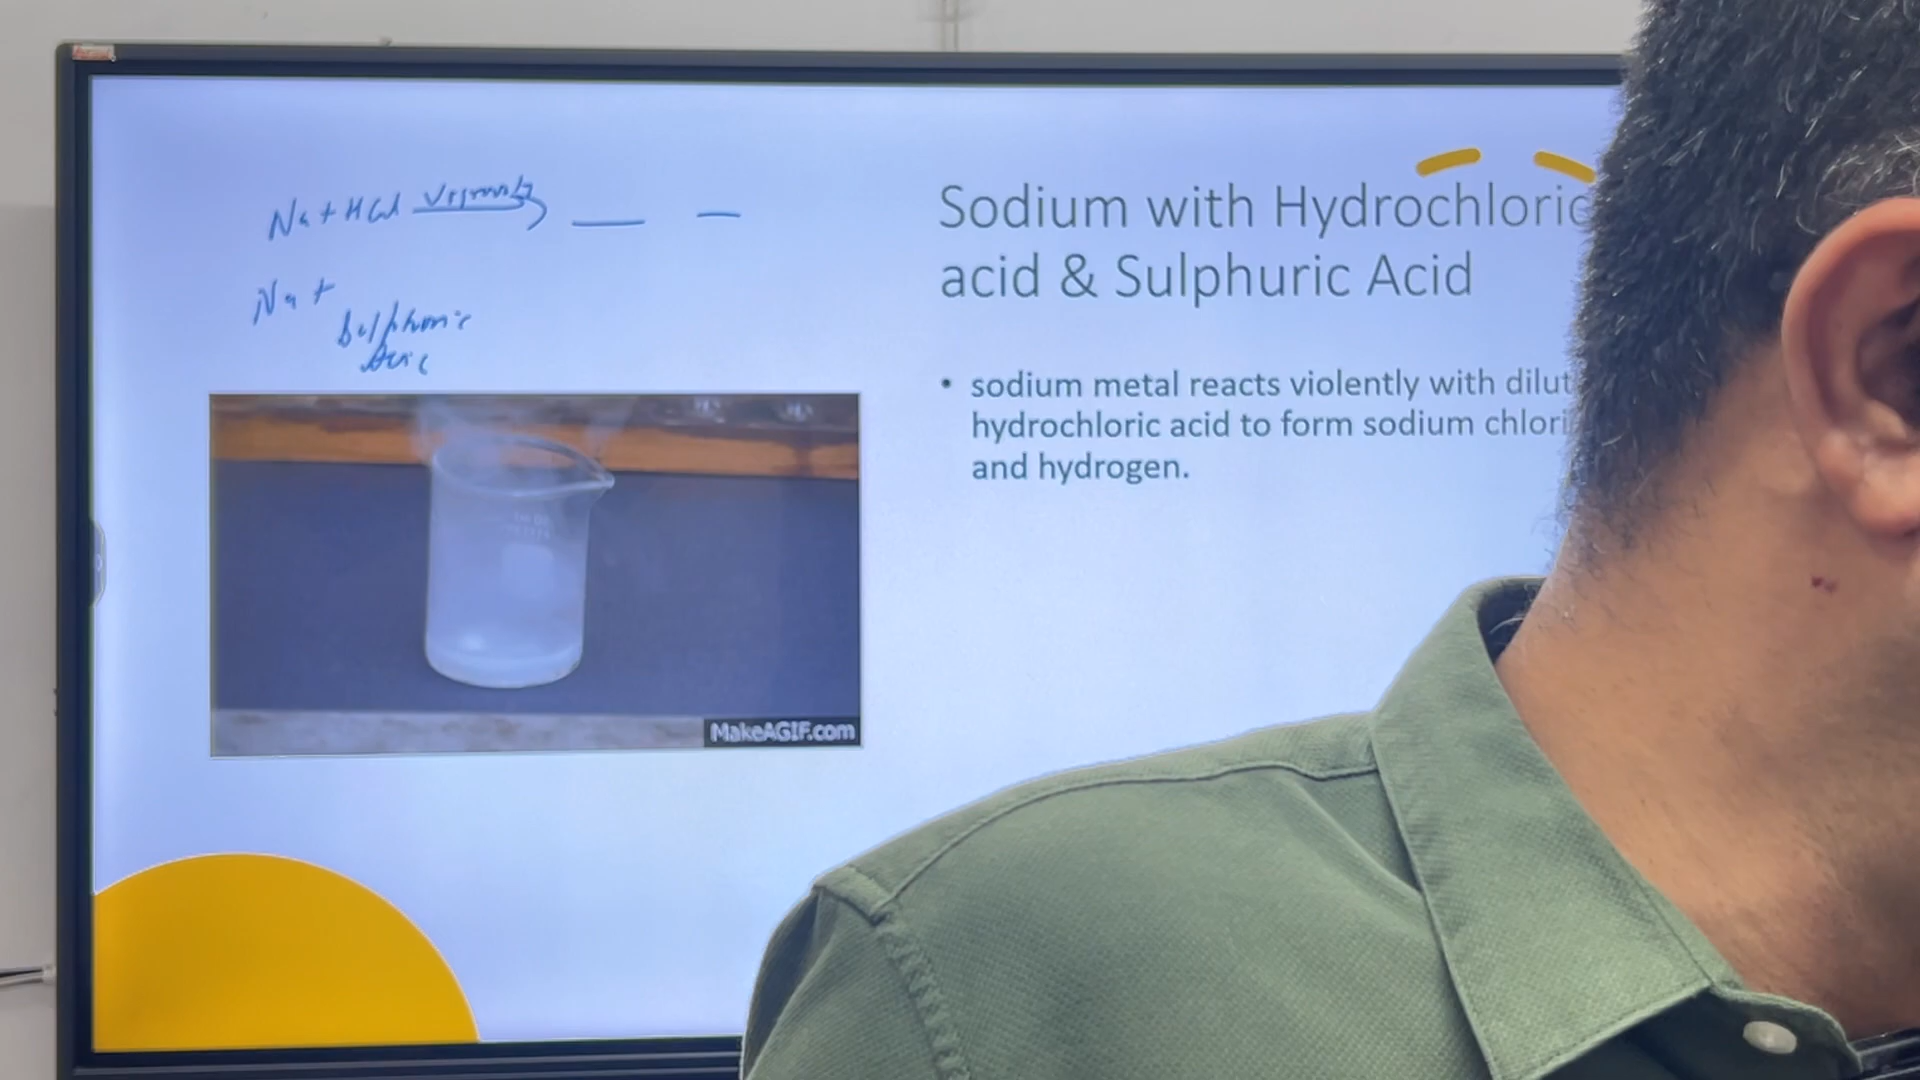 Na + HCl Vigorously
Na +
Sulphuric
Acid
Sodium with Hydrochloric
acid & Sulphuric Acid
• sodium metal reacts violently with dilut
hydrochloric acid to form sodium chlori
and hydrogen.
MakeAGIF.com